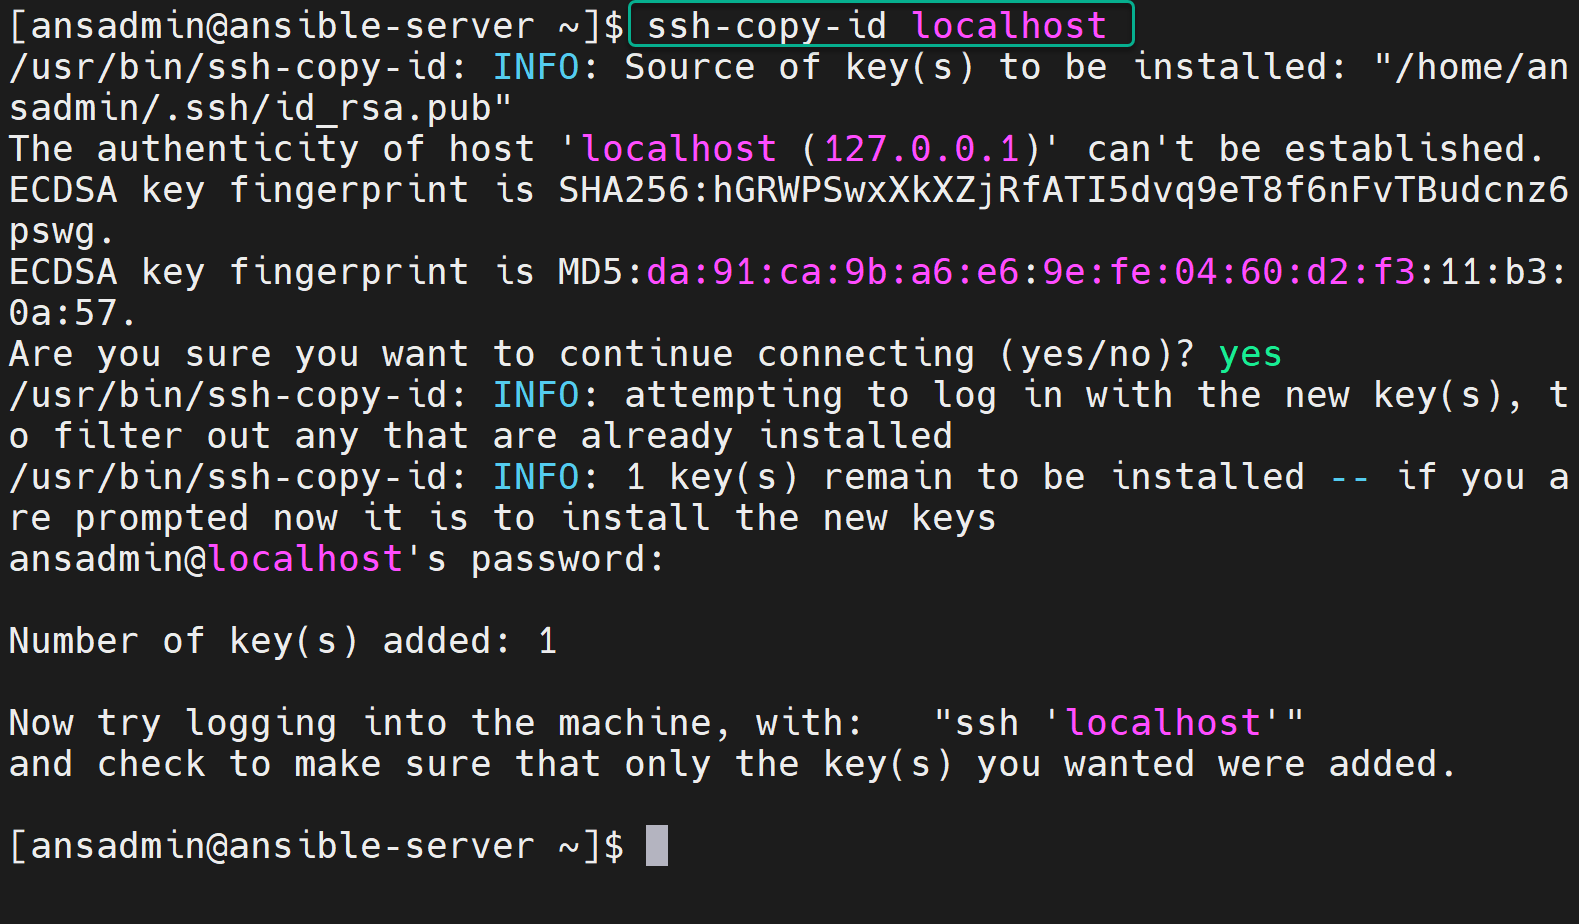 [ansadmin@ansible-server ~]$ ssh-copy-id localhost
/usr/bin/ssh-copy-id: INFO: Source of key(s) to be installed: "/home/an
sadmin/.ssh/id_rsa.pub"
The authenticity of host 'localhost (127.0.0.1)' can't be established.
ECDSA key fingerprint is SHA256:hGRWPSwxXkXZjRfATI5dvq9eT8f6nFvTBudcnz6
pswg.
ECDSA key fingerprint is MD5:da:91:ca:9b:a6:e6:9e:fe:04:60:d2:f3:11:b3:
0a:57.
Are you sure you want to continue connecting (yes/no)? yes
/usr/bin/ssh-copy-id: INFO: attempting to log in with the new key(s), t
o filter out any that are already installed
/usr/bin/ssh-copy-id: INFO: 1 key(s) remain to be installed -- if you a
re prompted now it is to install the new keys
ansadmin@localhost's password:
Number of key(s) added: 1
Now try logging into the machine, with:   "ssh 'localhost'"
and check to make sure that only the key(s) you wanted were added.
[ansadmin@ansible-server ~]$